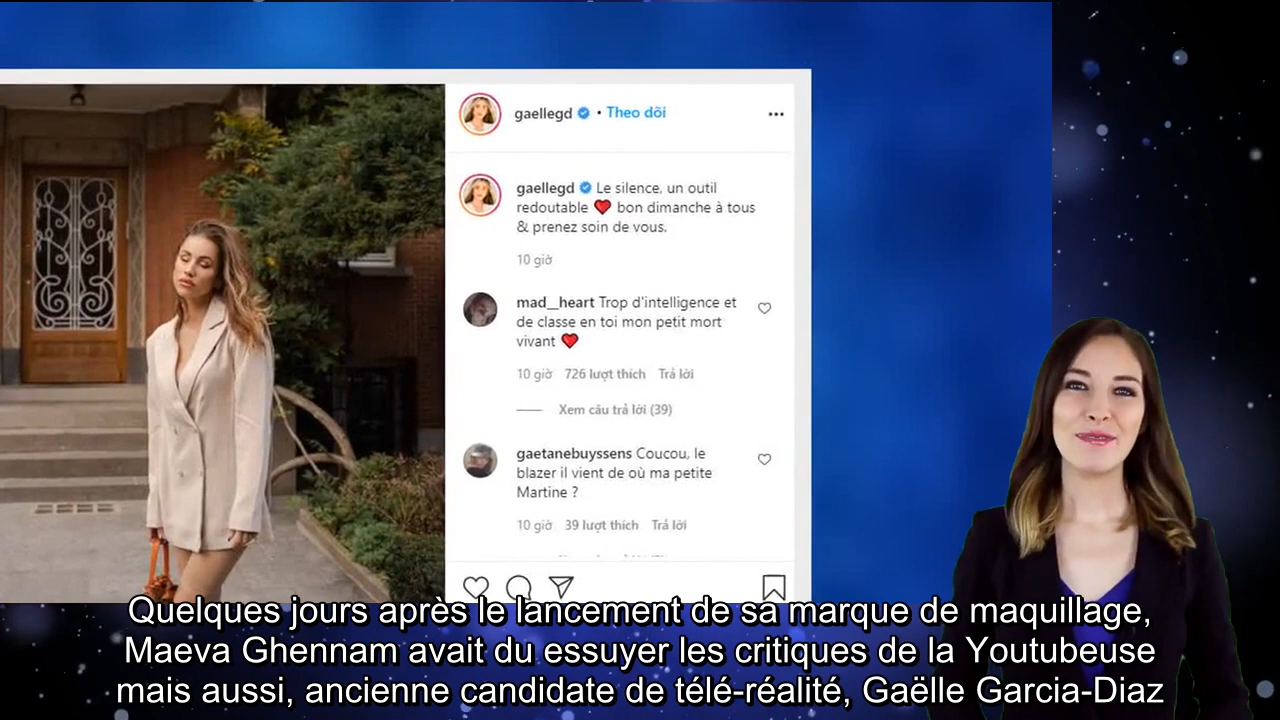 gaellegd • Theo dõi
gaellegd Le silence, un outil
redoutable ❤️ bon dimanche à tous
& prenez soin de vous.
10 giờ
mad__heart Trop d'intelligence et
de classe en toi mon petit mort
vivant ❤️
10 giờ 726 lượt thích Trả lời
Xem câu trả lời (39)
gaetanebuyssens Coucou, le
blazer il vient de où ma petite
Martine ?
10 giờ 39 lượt thích Trả lời
Quelques jours après le lancement de sa marque de maquillage,
Maeva Ghennam avait du essuyer les critiques de la Youtubeuse
mais aussi, ancienne candidate de télé-réalité, Gaëlle Garcia-Diaz